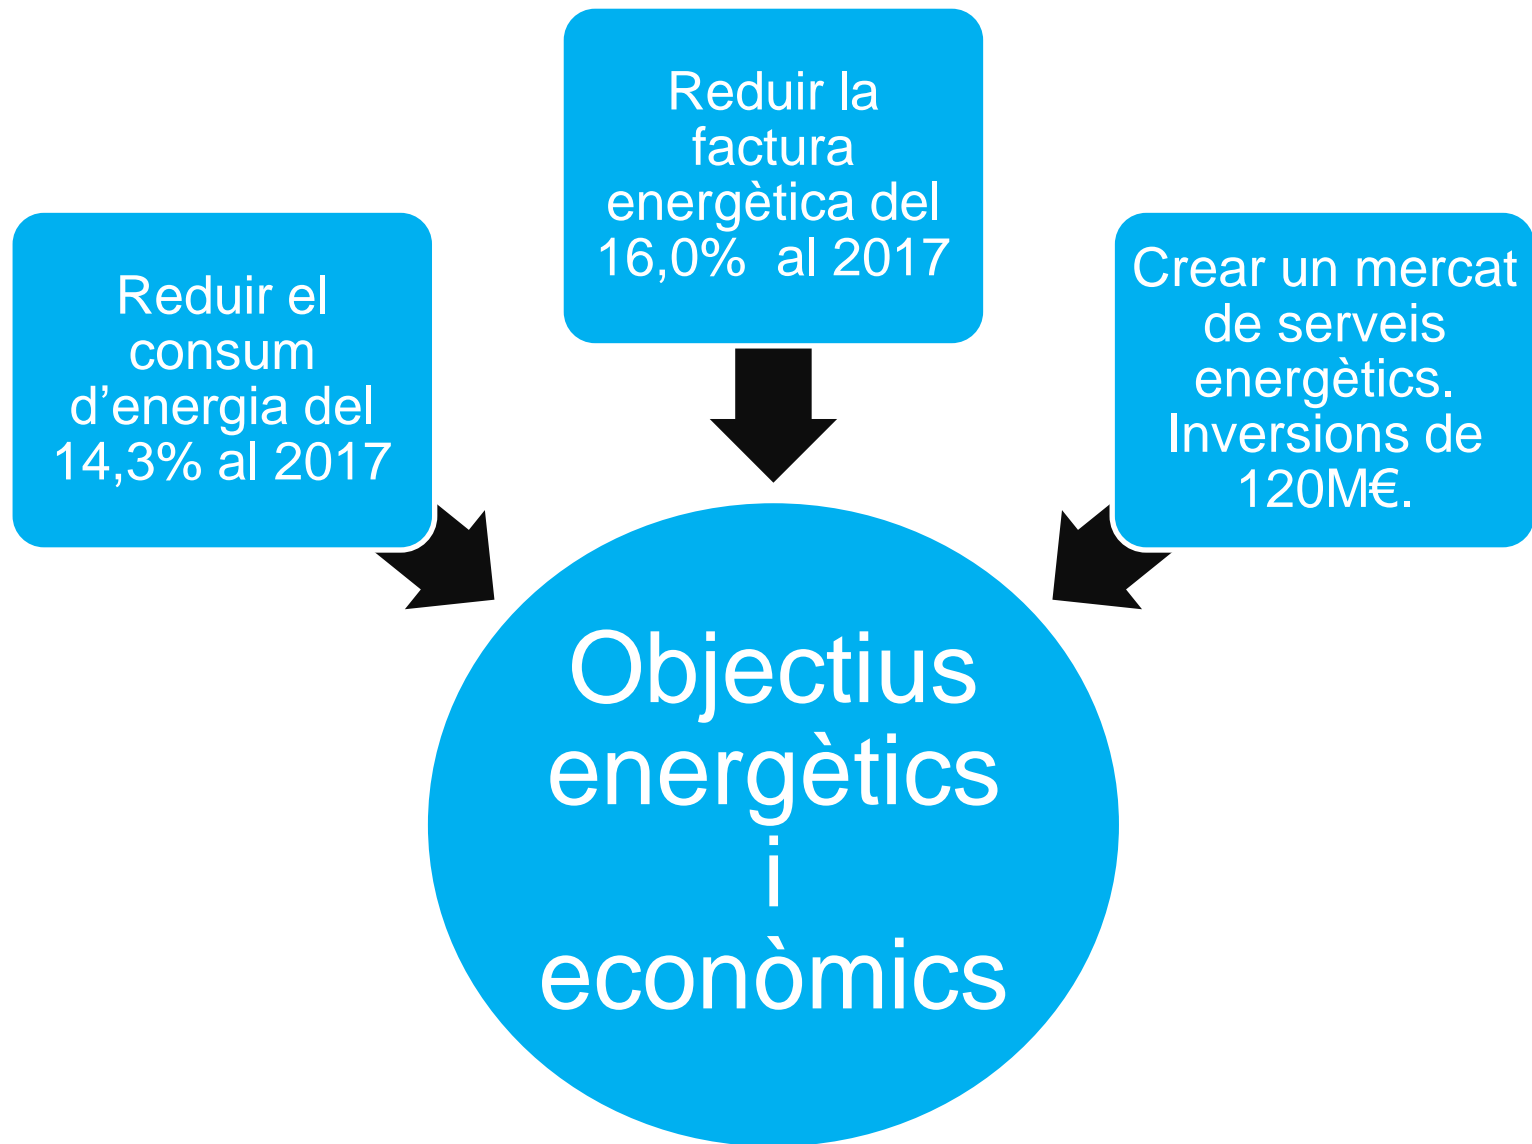 Reduir el
consum
d’energia del
14,3% al 2017
Reduir la
factura
energètica del
16,0%  al 2017
Crear un mercat
de serveis
energètics.
Inversions de
120M€.
Objectius
energètics
i
econòmics